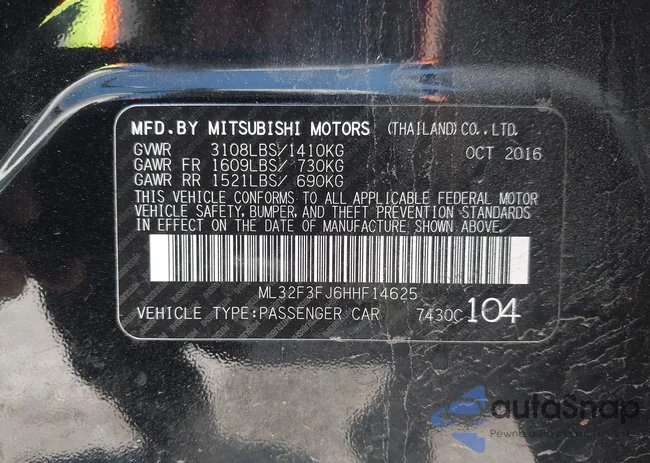 MFD.BY MITSUBISHI MOTORS (THAILAND)CO.,LTD.
GVWR 3108LBS/1410KG OCT 2016
GAWR FR 1609LBS/ 730KG
GAWR RR 1521LBS/ 690KG
THIS VEHICLE CONFORMS TO ALL APPLICABLE FEDERAL MOTOR
VEHICLE SAFETY, BUMPER, AND THEFT PREVENTION STANDARDS
IN EFFECT ON THE DATE OF MANUFACTURE SHOWN ABOVE.
ML32F3FJ6HHF14625
VEHICLE TYPE:PASSENGER CAR 7430C 104
autoSnap